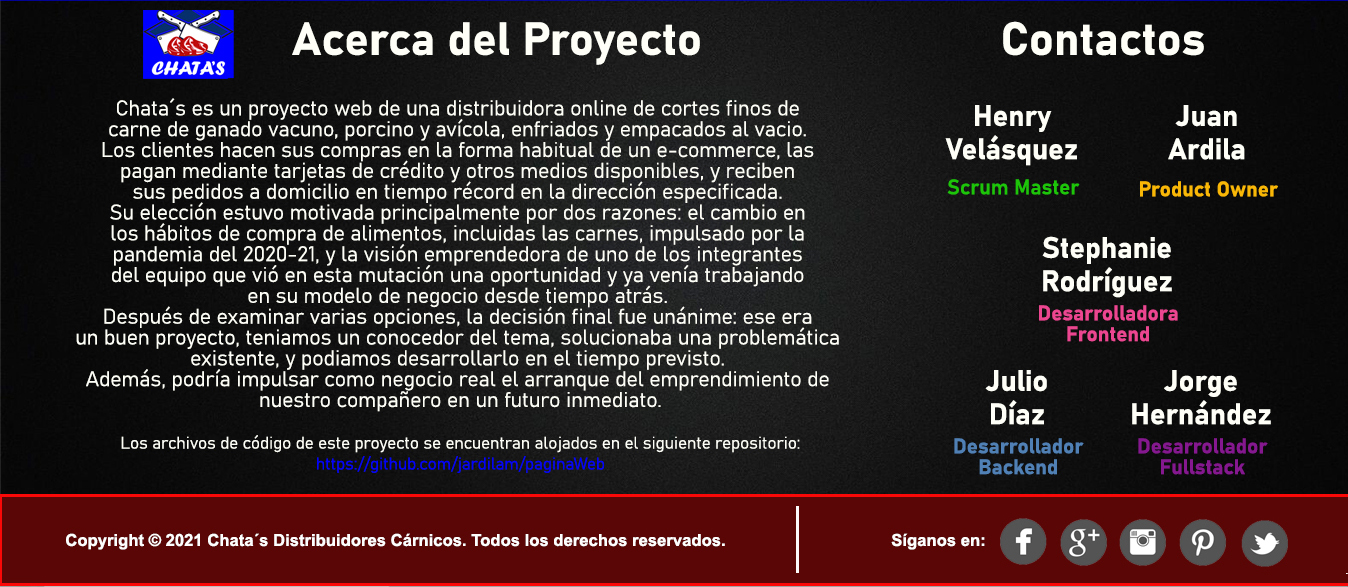 CHATA'S
Acerca del Proyecto
Chata´s es un proyecto web de una distribuidora online de cortes finos de
carne de ganado vacuno, porcino y avícola, enfriados y empacados al vacio.
Los clientes hacen sus compras en la forma habitual de un e-commerce, las
pagan mediante tarjetas de crédito y otros medios disponibles, y reciben
sus pedidos a domicilio en tiempo récord en la dirección especificada.
Su elección estuvo motivada principalmente por dos razones: el cambio en
los hábitos de compra de alimentos, incluidas las carnes, impulsado por la
pandemia del 2020-21, y la visión emprendedora de uno de los integrantes
del equipo que vió en esta mutación una oportunidad y ya venía trabajando
en su modelo de negocio desde tiempo atrás.
Después de examinar varias opciones, la decisión final fue unánime: ese era
un buen proyecto, teniamos un conocedor del tema, solucionaba una problemática
existente, y podiamos desarrollarlo en el tiempo previsto.
Además, podría impulsar como negocio real el arranque del emprendimiento de
nuestro compañero en un futuro inmediato.
Los archivos de código de este proyecto se encuentran alojados en el siguiente repositorio:
https://github.com/jardilam/paginaWeb
Contactos
Henry
Velásquez
Scrum Master
Juan
Ardila
Product Owner
Stephanie
Rodríguez
Desarrolladora
Frontend
Julio
Díaz
Desarrollador
Backend
Jorge
Hernández
Desarrollador
Fullstack
Copyright © 2021 Chata´s Distribuidores Cárnicos. Todos los derechos reservados.
Síganos en: